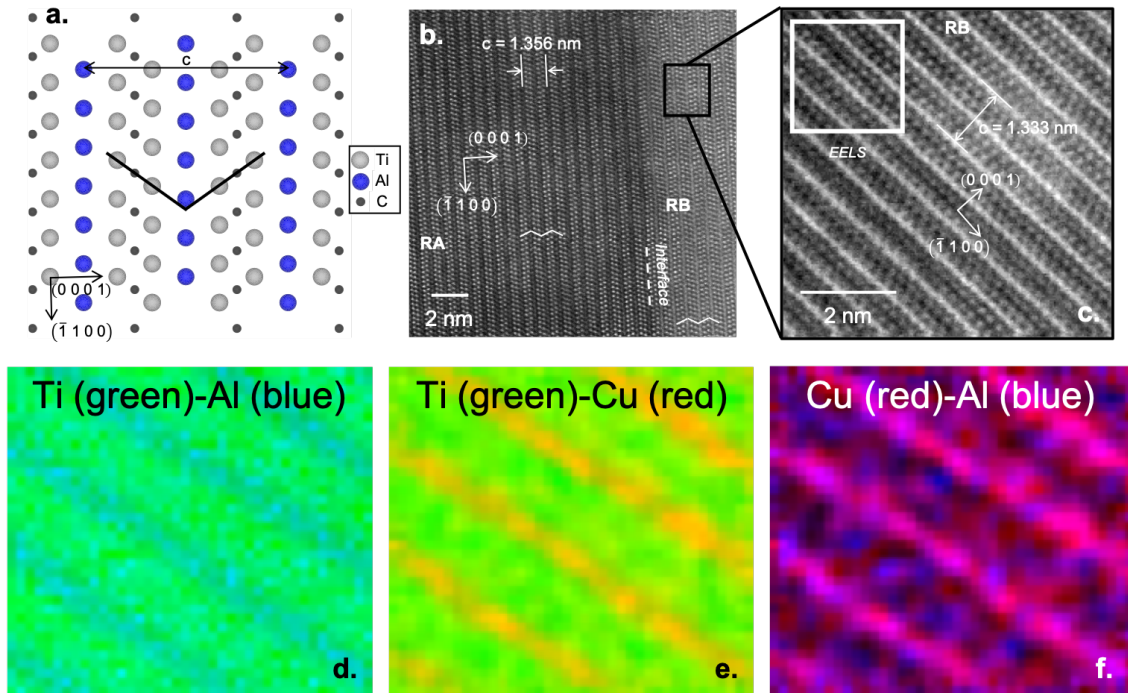 a.
c
Ti
Al
C
(0 0 0 1)
(1̅ 1 0 0)
b.
c = 1.356 nm
(0 0 0 1)
(1̅ 1 0 0)
RA
RB
Interface
2 nm
RB
c = 1.333 nm
EELS
(0 0 0 1)
(1̅ 1 0 0)
2 nm
c.
Ti (green)-Al (blue)
d.
Ti (green)-Cu (red)
e.
Cu (red)-Al (blue)
f.